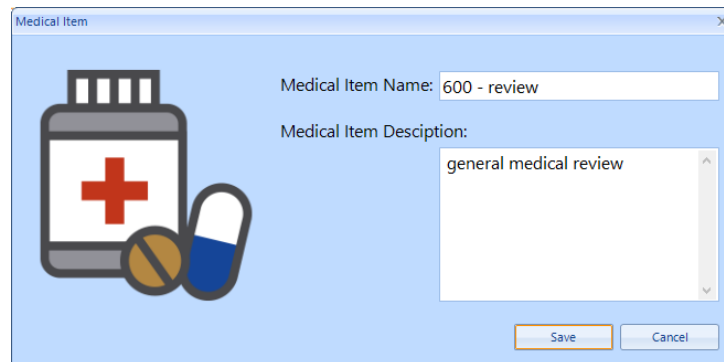 Medical Item
Medical Item Name: 600 - review
Medical Item Desciption:
general medical review
Save Cancel